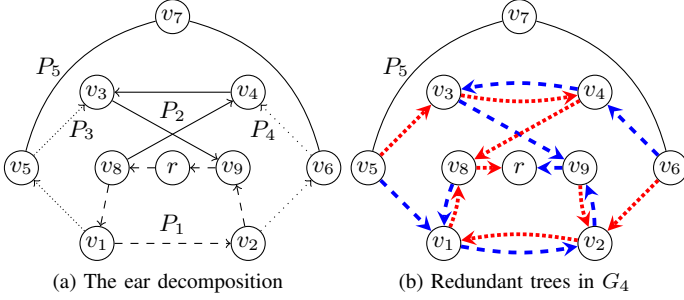 v₇ v₇
P₅ P₅
v₃ v₄ v₃ v₄
P₂
P₃ P₄
v₅ v₈ r v₉ v₆ v₅ v₈ r v₉ v₆
P₁
v₁ v₂ v₁ v₂
(a) The ear decomposition (b) Redundant trees in G₄